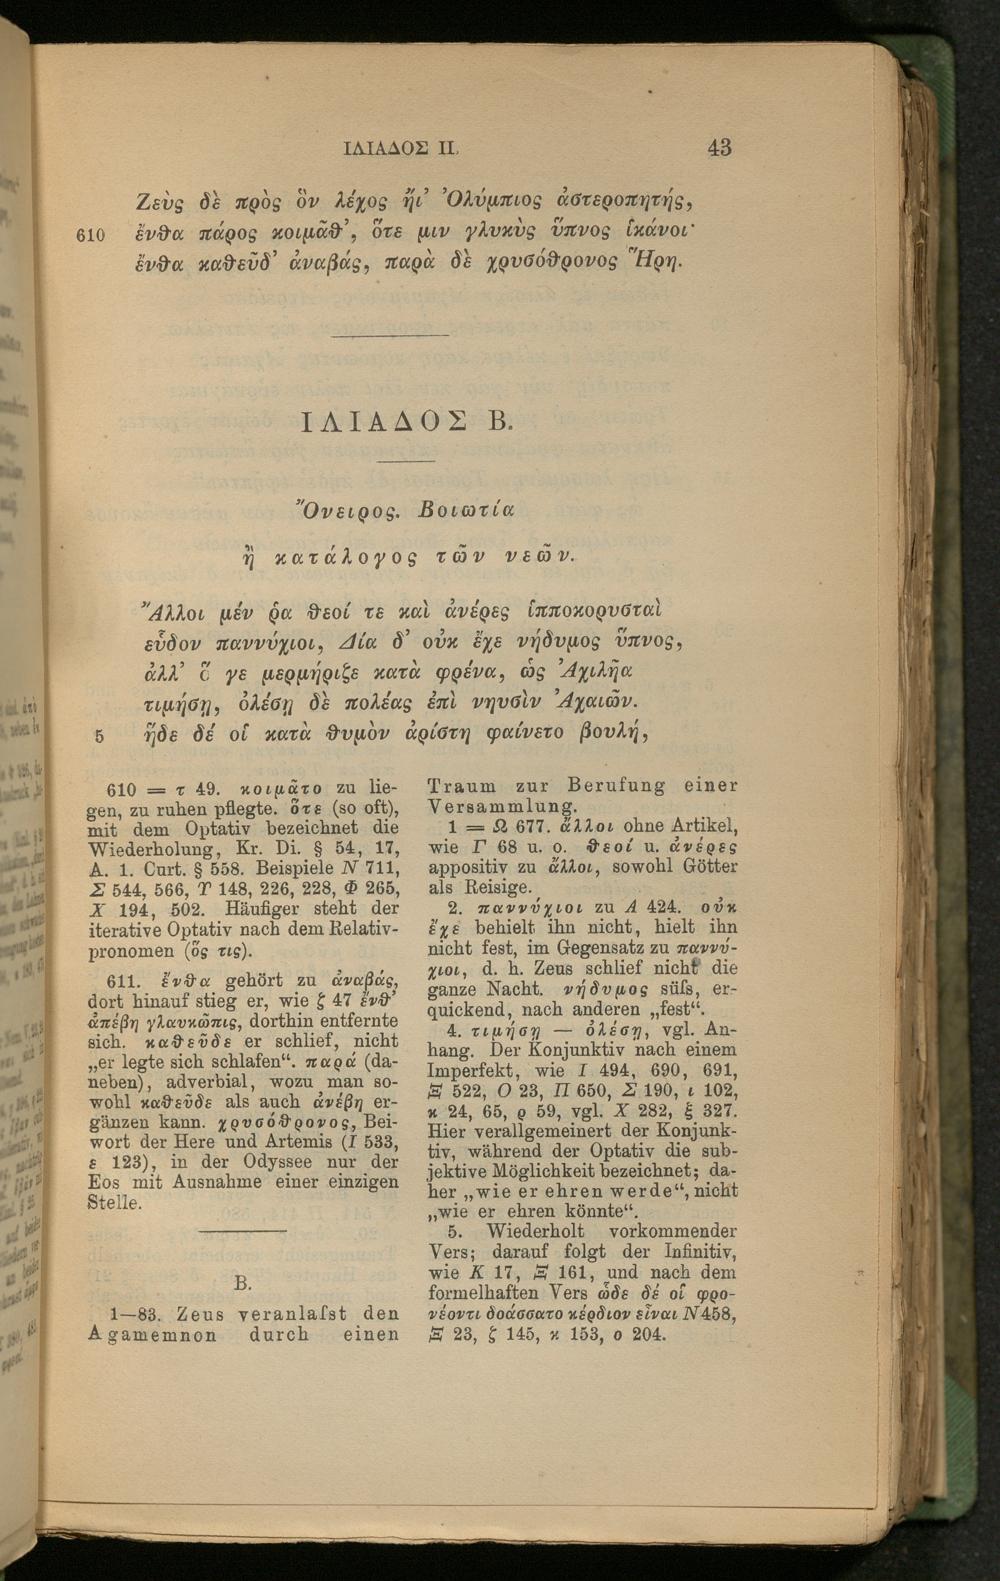 ΙΛΙΑΔΟΣ II. 43
Ζεὺς δὲ πρὸς ὃν λέχος ἤι’ Ὀλύμπιος ἀστεροπητής,
610 ἔνθα πάρος κοιμᾶθ’, ὅτε μιν γλυκὺς ὕπνος ἱκάνοι·
ἔνθα καθεῦδ’ ἀναβάς, παρὰ δὲ χρυσόθρονος Ἥρη.
ΙΛΙΑΔΟΣ Β.
Ὄνειρος. Βοιωτία
ἢ κατάλογος τῶν νεῶν.
Ἄλλοι μέν ῥα θεοί τε καὶ ἀνέρες ἱπποκορυσταὶ
εὗδον παννύχιοι, Δία δ’ οὐκ ἔχε νήδυμος ὕπνος,
ἀλλ’ ὅ γε μερμήριζε κατὰ φρένα, ὡς Ἀχιλῆα
τιμήσῃ, ὀλέσῃ δὲ πολέας ἐπὶ νηυσὶν Ἀχαιῶν.
5 ἥδε δέ οἱ κατὰ θυμὸν ἀρίστη φαίνετο βουλή,
610 = τ 49. κοιμᾶτο zu lie-
gen, zu ruhen pflegte. ὅτε (so oft),
mit dem Optativ bezeichnet die
Wiederholung, Kr. Di. § 54, 17,
A. 1. Curt. § 558. Beispiele N 711,
Σ 544, 566, Τ 148, 226, 228, Φ 265,
Χ 194, 502. Häufiger steht der
iterative Optativ nach dem Relativ-
pronomen (ὅς τις).
611. ἔνθα gehört zu ἀναβάς,
dort hinauf stieg er, wie ζ 47 ἔνθ’
ἀπέβη γλαυκῶπις, dorthin entfernte
sich. καθεῦδε er schlief, nicht
„er legte sich schlafen“. παρά (da-
neben), adverbial, wozu man so-
wohl καθεῦδε als auch ἀνέβη er-
gänzen kann. χρυσόθρονος, Bei-
wort der Here und Artemis (I 533,
ε 123), in der Odyssee nur der
Eos mit Ausnahme einer einzigen
Stelle.
B.
1—83. Zeus veranlaſst den
Agamemnon durch einen
Traum zur Berufung einer
Versammlung.
1 = Ω 677. ἄλλοι ohne Artikel,
wie Γ 68 u. ο. θεοί u. ἀνέρες
appositiv zu ἄλλοι, sowohl Götter
als Reisige.
2. παννύχιοι zu A 424. οὐκ
ἔχε behielt ihn nicht, hielt ihn
nicht fest, im Gegensatz zu παννύ-
χιοι, d. h. Zeus schlief nicht die
ganze Nacht. νήδυμος süſs, er-
quickend, nach anderen „fest“.
4. τιμήσῃ — ὀλέσῃ, vgl. An-
hang. Der Konjunktiv nach einem
Imperfekt, wie I 494, 690, 691,
Ξ 522, Ο 23, Π 650, Σ 190, ι 102,
κ 24, 65, ρ 59, vgl. Χ 282, ξ 327.
Hier verallgemeinert der Konjunk-
tiv, während der Optativ die sub-
jektive Möglichkeit bezeichnet; da-
her „wie er ehren werde“, nicht
„wie er ehren könnte“.
5. Wiederholt vorkommender
Vers; darauf folgt der Infinitiv,
wie Κ 17, Ξ 161, und nach dem
formelhaften Vers ὧδε δέ οἱ φρο-
νέοντι δοάσσατο κέρδιον εἶναι Ν 458,
Ξ 23, ζ 145, κ 153, ο 204.